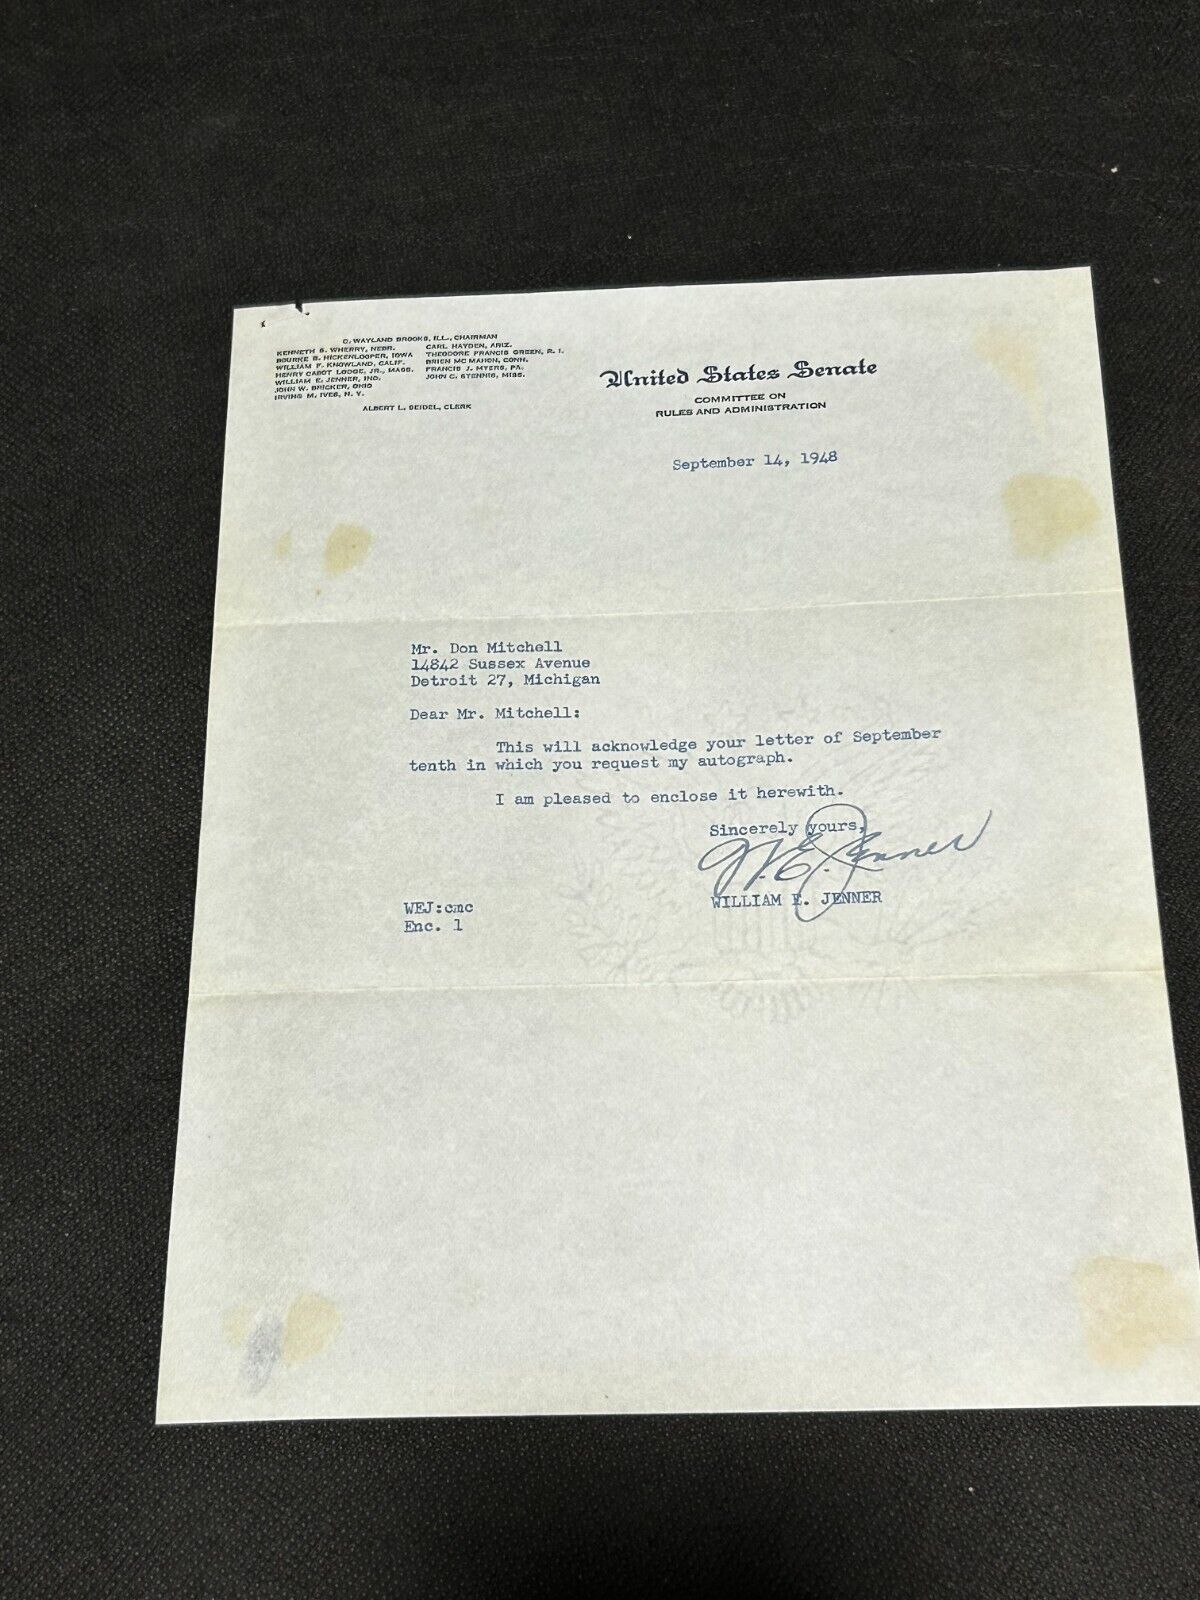 C. WAYLAND BROOKS, ILL., CHAIRMAN
KENNETH S. WHERRY, NEBR.
BOURKE B. HICKENLOOPER, IOWA
WILLIAM F. KNOWLAND, CALIF.
HENRY CABOT LODGE, JR., MASS.
WILLIAM E. JENNER, IND.
JOHN W. BRICKER, OHIO
IRVING M. IVES, N. Y.
CARL HAYDEN, ARIZ.
THEODORE FRANCIS GREEN, R. I.
BRIEN MC MAHON, CONN.
FRANCIS J. MYERS, PA.
JOHN C. STENNIS, MISS.
ALBERT L. SEIDEL, CLERK
United States Senate
COMMITTEE ON
RULES AND ADMINISTRATION
September 14, 1948
Mr. Don Mitchell
14842 Sussex Avenue
Detroit 27, Michigan
Dear Mr. Mitchell:
This will acknowledge your letter of September
tenth in which you request my autograph.
I am pleased to enclose it herewith.
Sincerely yours,
W. E. Jenner
WILLIAM E. JENNER
WEJ:cmc
Enc. 1